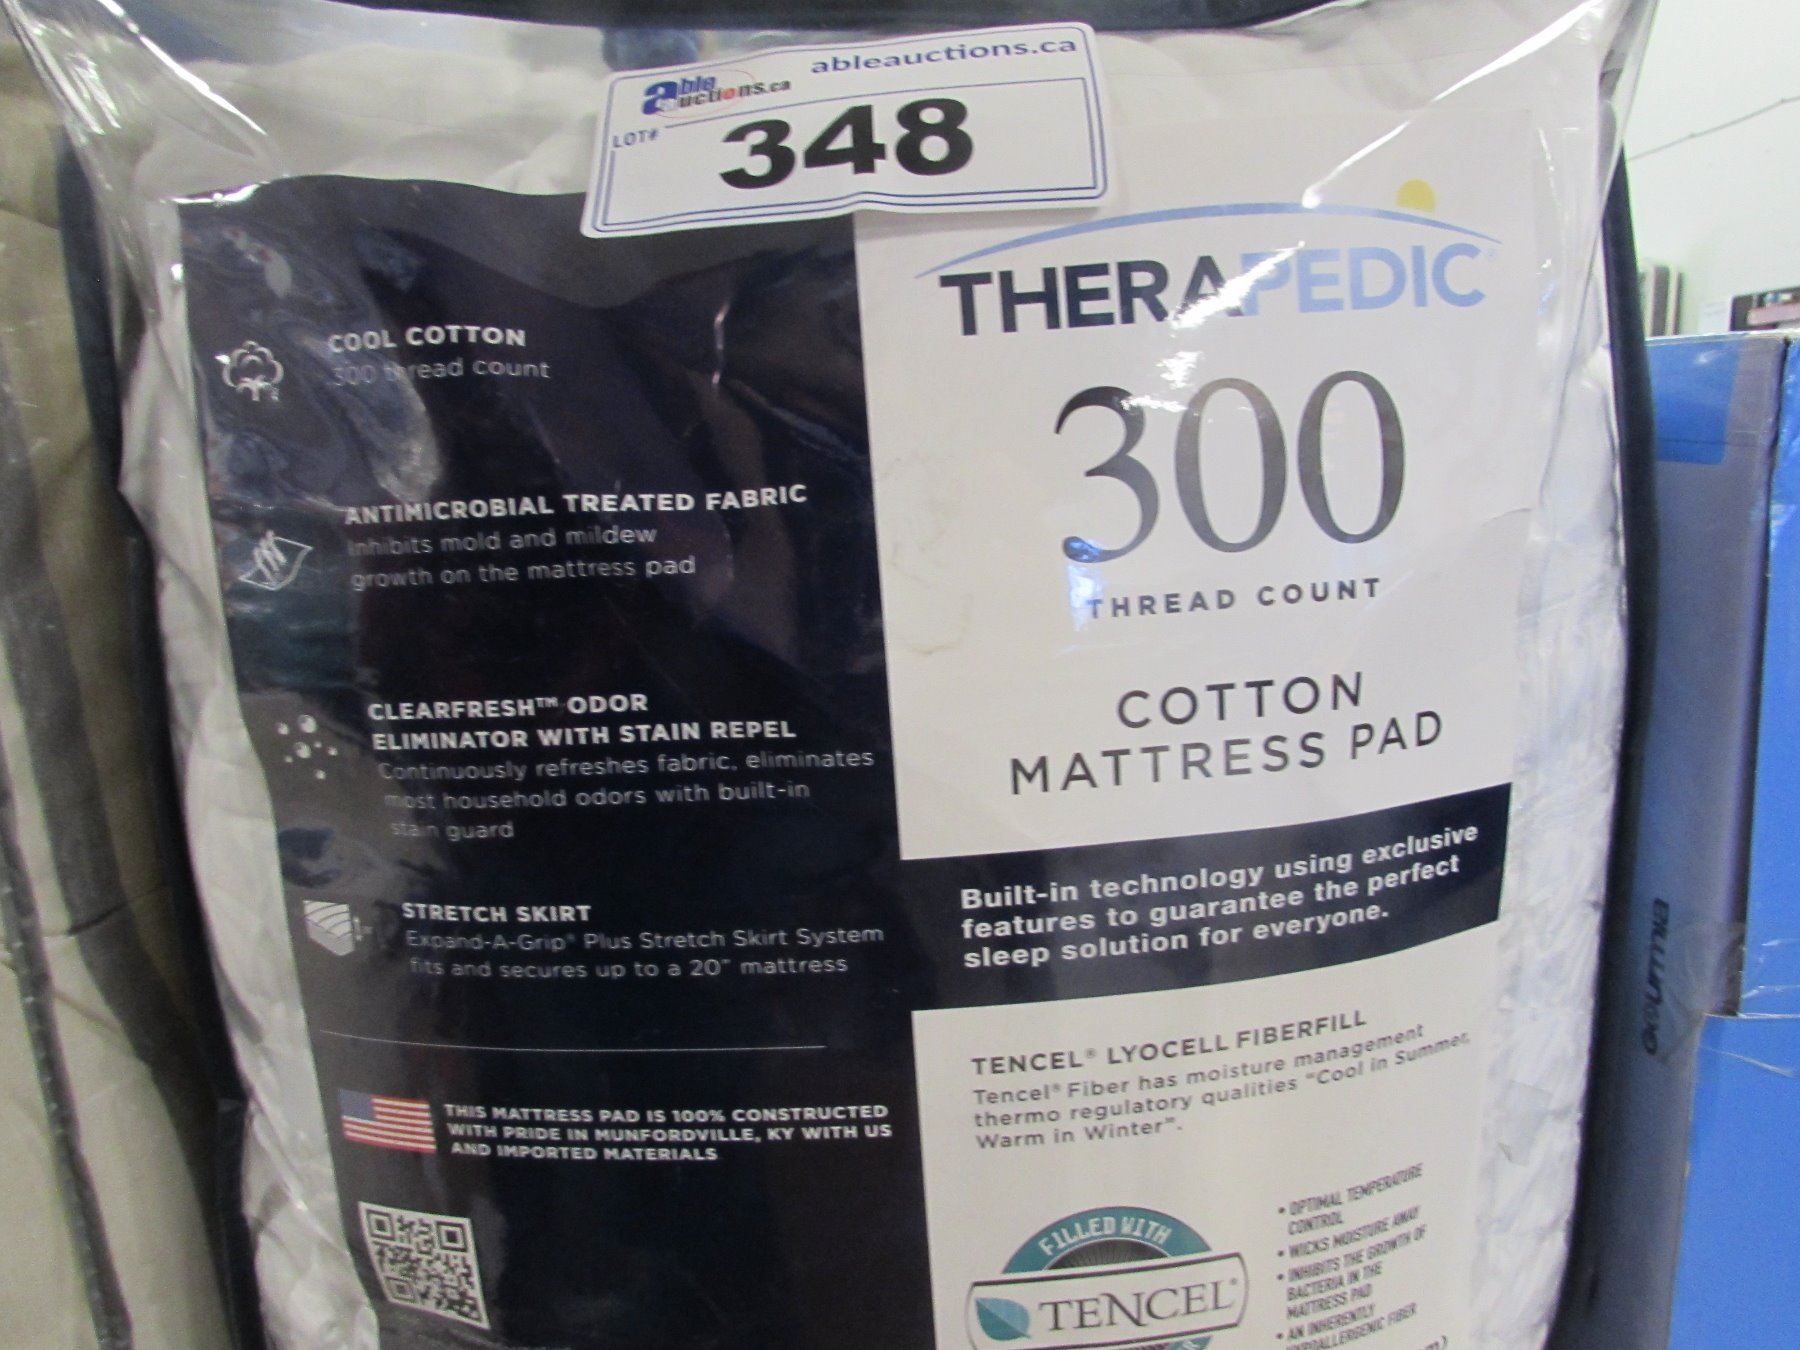 able auctions.ca
ableauctions.ca
LOT#
348
COOL COTTON
300 thread count
ANTIMICROBIAL TREATED FABRIC
Inhibits mold and mildew
growth on the mattress pad
CLEARFRESH™ ODOR
ELIMINATOR WITH STAIN REPEL
Continuously refreshes fabric, eliminates
most household odors with built-in
stain guard
STRETCH SKIRT
Expand-A-Grip® Plus Stretch Skirt System
fits and secures up to a 20" mattress
THIS MATTRESS PAD IS 100% CONSTRUCTED
WITH PRIDE IN MUNFORDVILLE, KY WITH US
AND IMPORTED MATERIALS
THERAPEDIC®
300
THREAD COUNT
COTTON
MATTRESS PAD
Built-in technology using exclusive
features to guarantee the perfect
sleep solution for everyone.
TENCEL® LYOCELL FIBERFILL
Tencel® Fiber has moisture management
thermo regulatory qualities "Cool in Summer,
Warm in Winter".
FILLED WITH
TENCEL®
• OPTIMAL TEMPERATURE
CONTROL
• WICKS MOISTURE AWAY
• INHIBITS THE GROWTH OF
BACTERIA IN THE
MATTRESS PAD
• AN INHERENTLY
HYPOALLERGENIC FIBER
Gourmia